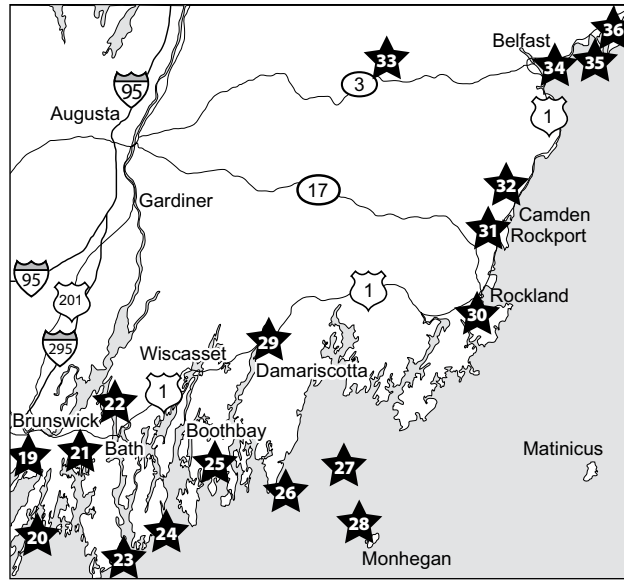 36
Belfast
33
34
35
95
3
Augusta
1
17
32
Gardiner
Camden
31
Rockport
95
201
1
Rockland
30
295
29
Wiscasset
Damariscotta
22
1
Brunswick
Boothbay
19
21
Bath
25
27
Matinicus
26
20
24
28
23
Monhegan